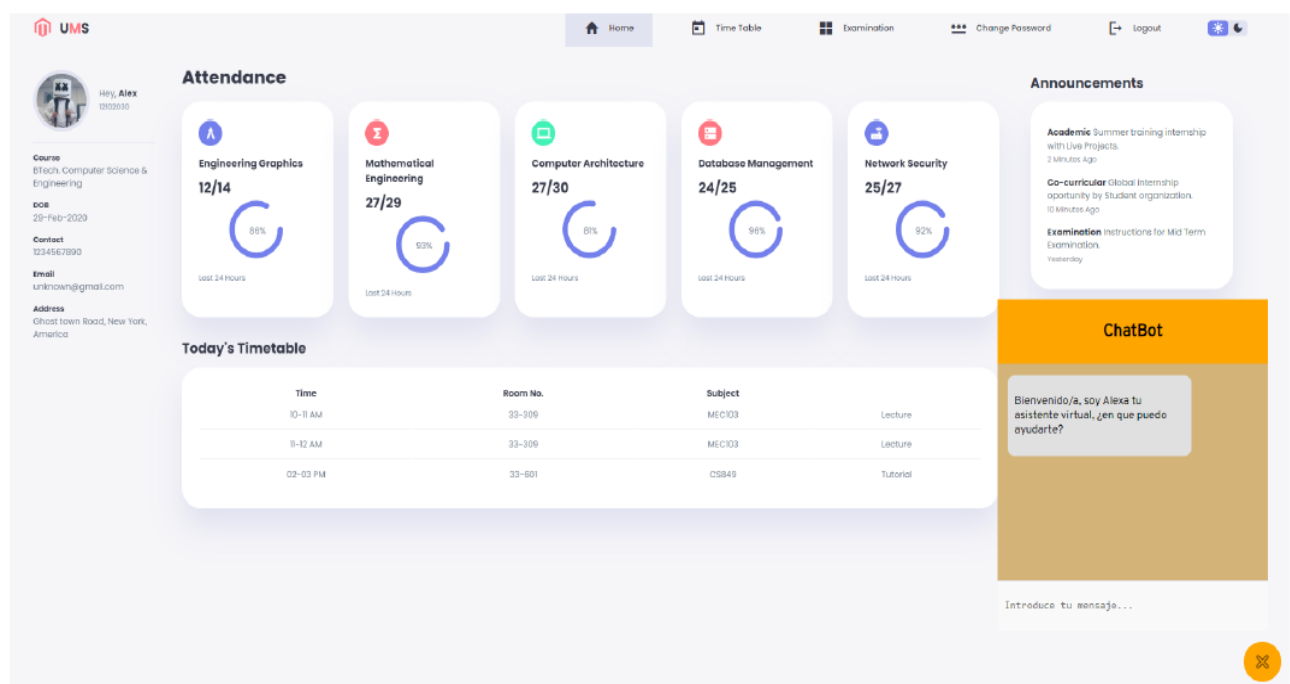 UMS
Home
Time Table
Examination
Change Password
Logout
Hey, Alex
12102030
Course
BTech. Computer Science &
Engineering
DOB
29-Feb-2020
Contact
1234567890
Email
unknown@gmail.com
Address
Ghost town Road, New York,
America
Attendance
Engineering Graphics
12/14
86%
Last 24 Hours
Mathematical
Engineering
27/29
93%
Last 24 Hours
Computer Architecture
27/30
81%
Last 24 Hours
Database Management
24/25
96%
Last 24 Hours
Network Security
25/27
92%
Last 24 Hours
Today's Timetable
Time Room No. Subject
10-11 AM 33-309 MEC103 Lecture
11-12 AM 33-309 MEC103 Lecture
02-03 PM 33-601 CSB49 Tutorial
Announcements
Academic Summer training internship
with Live Projects.
2 Minutes Ago
Co-curricular Global internship
oportunity by Student organization.
10 Minutes Ago
Examination Instructions for Mid Term
Examination.
Yesterday
ChatBot
Bienvenido/a, soy Alexa tu
asistente virtual, ¿en que puedo
ayudarte?
Introduce tu mensaje...